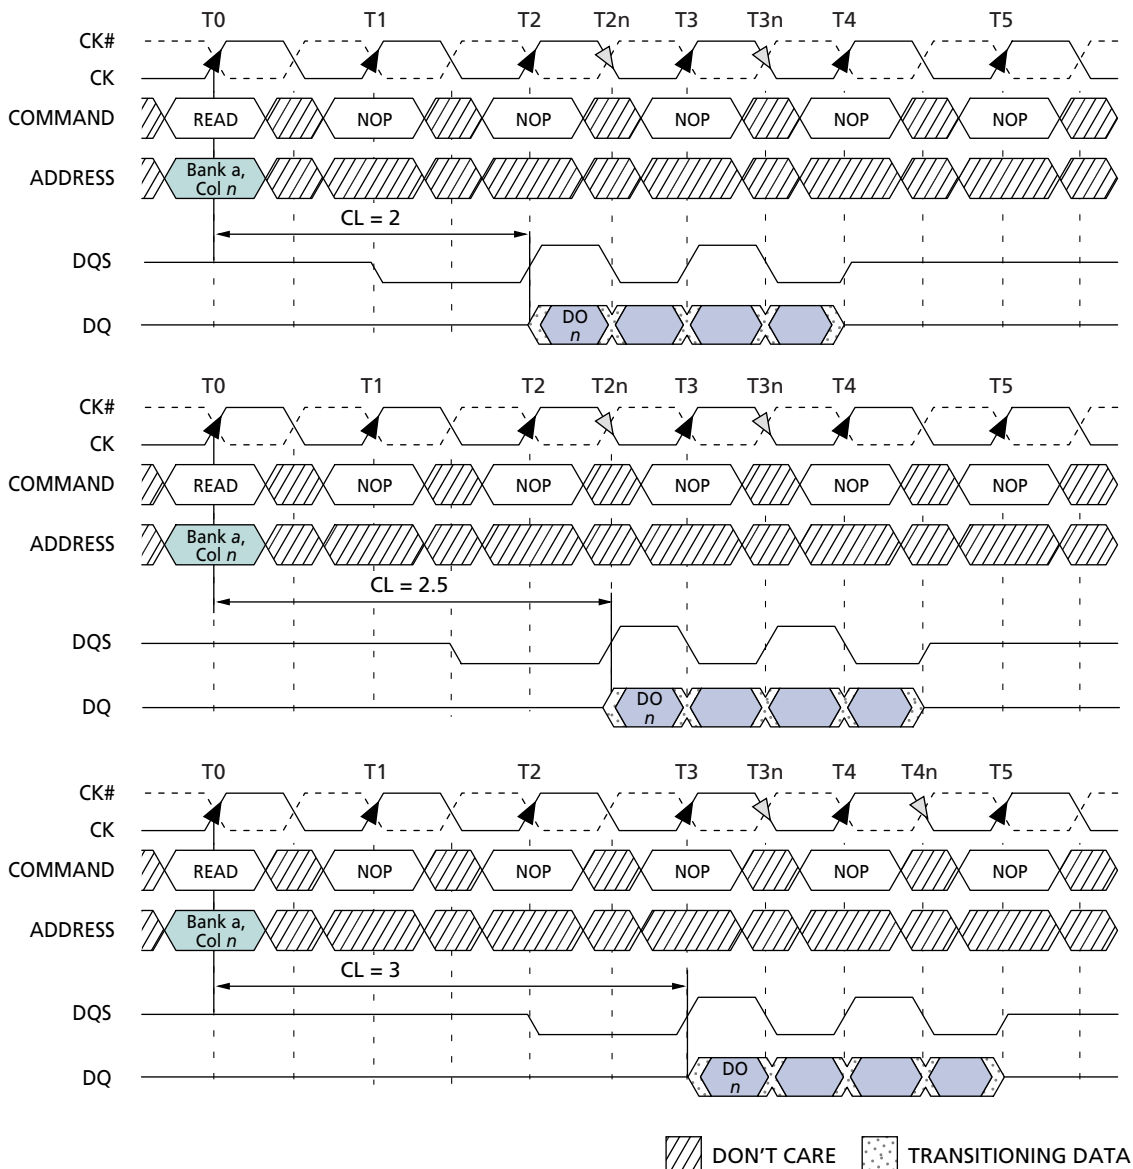 T0 T1 T2 T2n T3 T3n T4 T5
CK#
CK
COMMAND READ NOP NOP NOP NOP NOP
ADDRESS Bank a,
Col n
CL = 2
DQS
DQ DO
n
T0 T1 T2 T2n T3 T3n T4 T5
CK#
CK
COMMAND READ NOP NOP NOP NOP NOP
ADDRESS Bank a,
Col n
CL = 2.5
DQS
DQ DO
n
T0 T1 T2 T3 T3n T4 T4n T5
CK#
CK
COMMAND READ NOP NOP NOP NOP NOP
ADDRESS Bank a,
Col n
CL = 3
DQS
DQ DO
n
DON'T CARE TRANSITIONING DATA